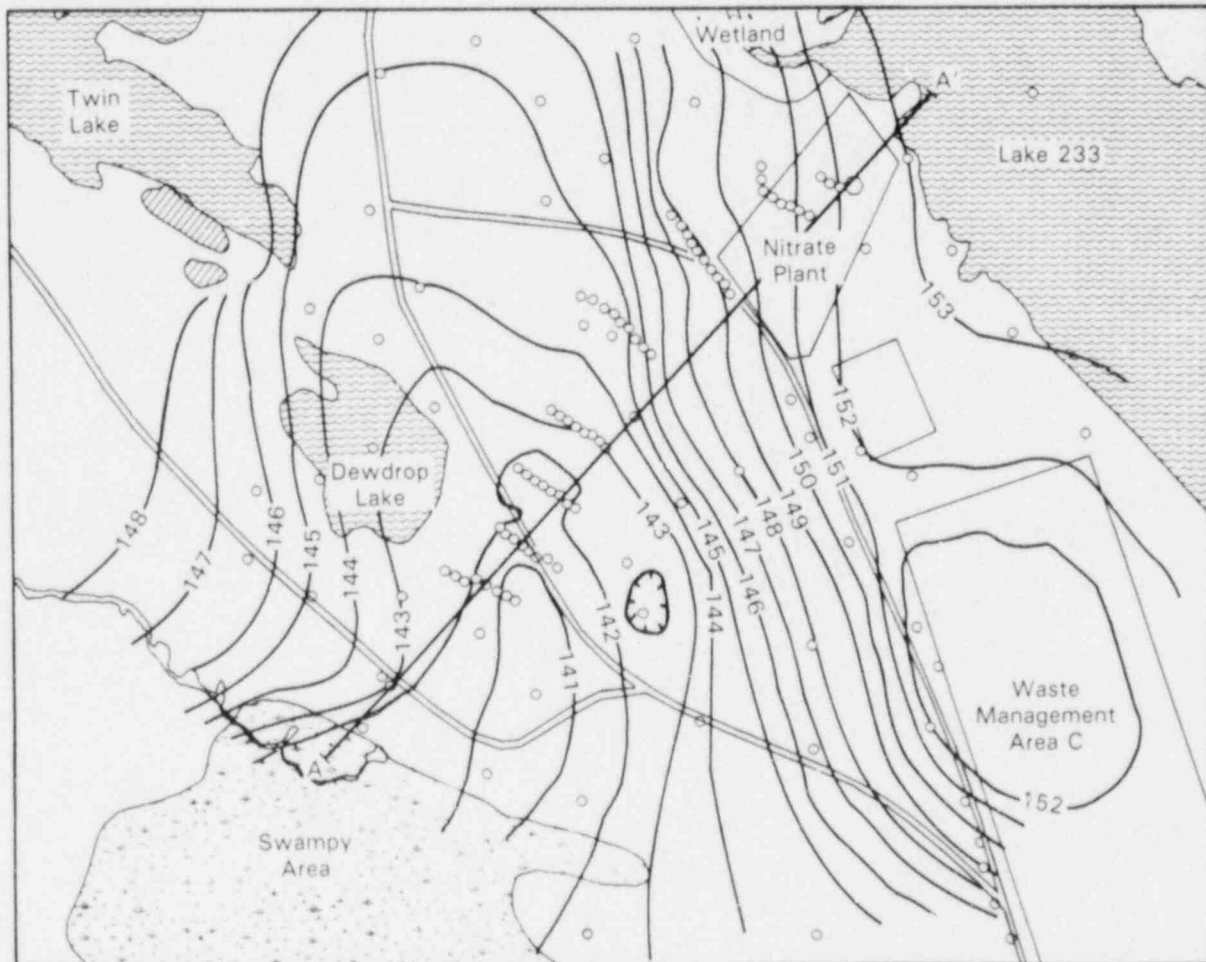 Wetland
A'
Twin
Lake
Lake 233
Nitrate
Plant
153
152
Dewdrop
Lake
148
147
146
145
144
143
143
145
147
148
149
150
151
146
144
142
141
Waste
Management
Area C
152
A
Swampy
Area